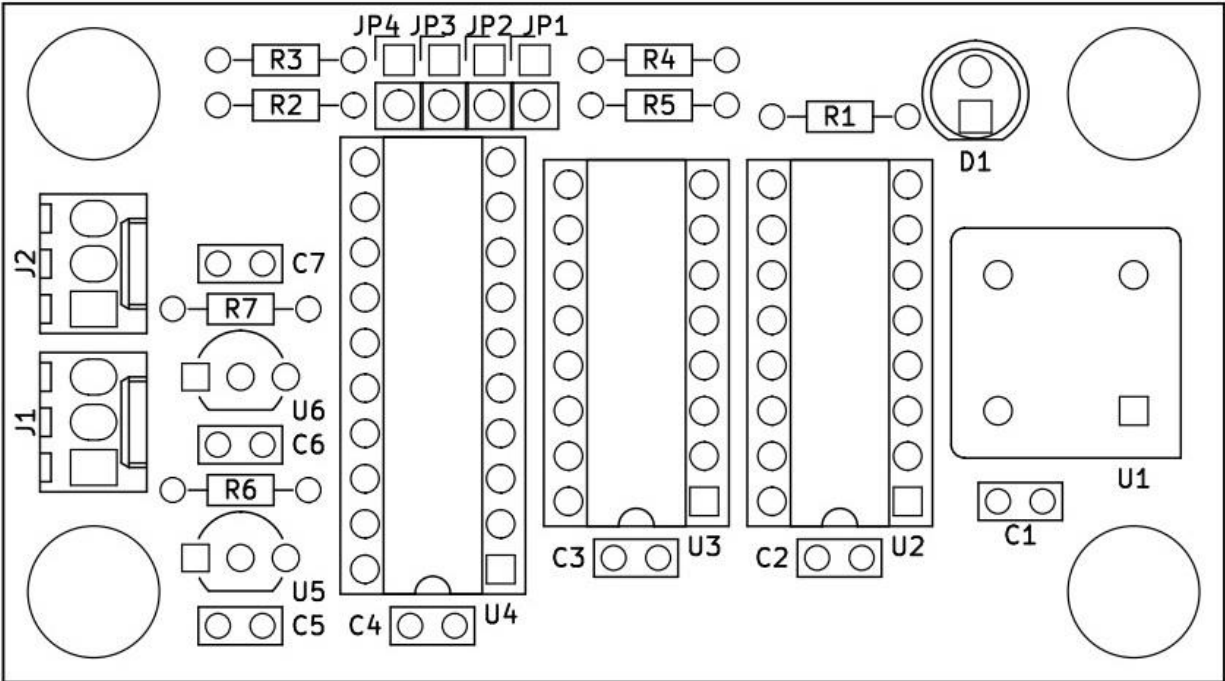 JP4 JP3 JP2 JP1
R3 R4
R2 R5 R1
D1
J2 C7
R7
J1 U6
C6
R6 U1
C1
C3 U3 C2 U2
U5
C5 C4 U4